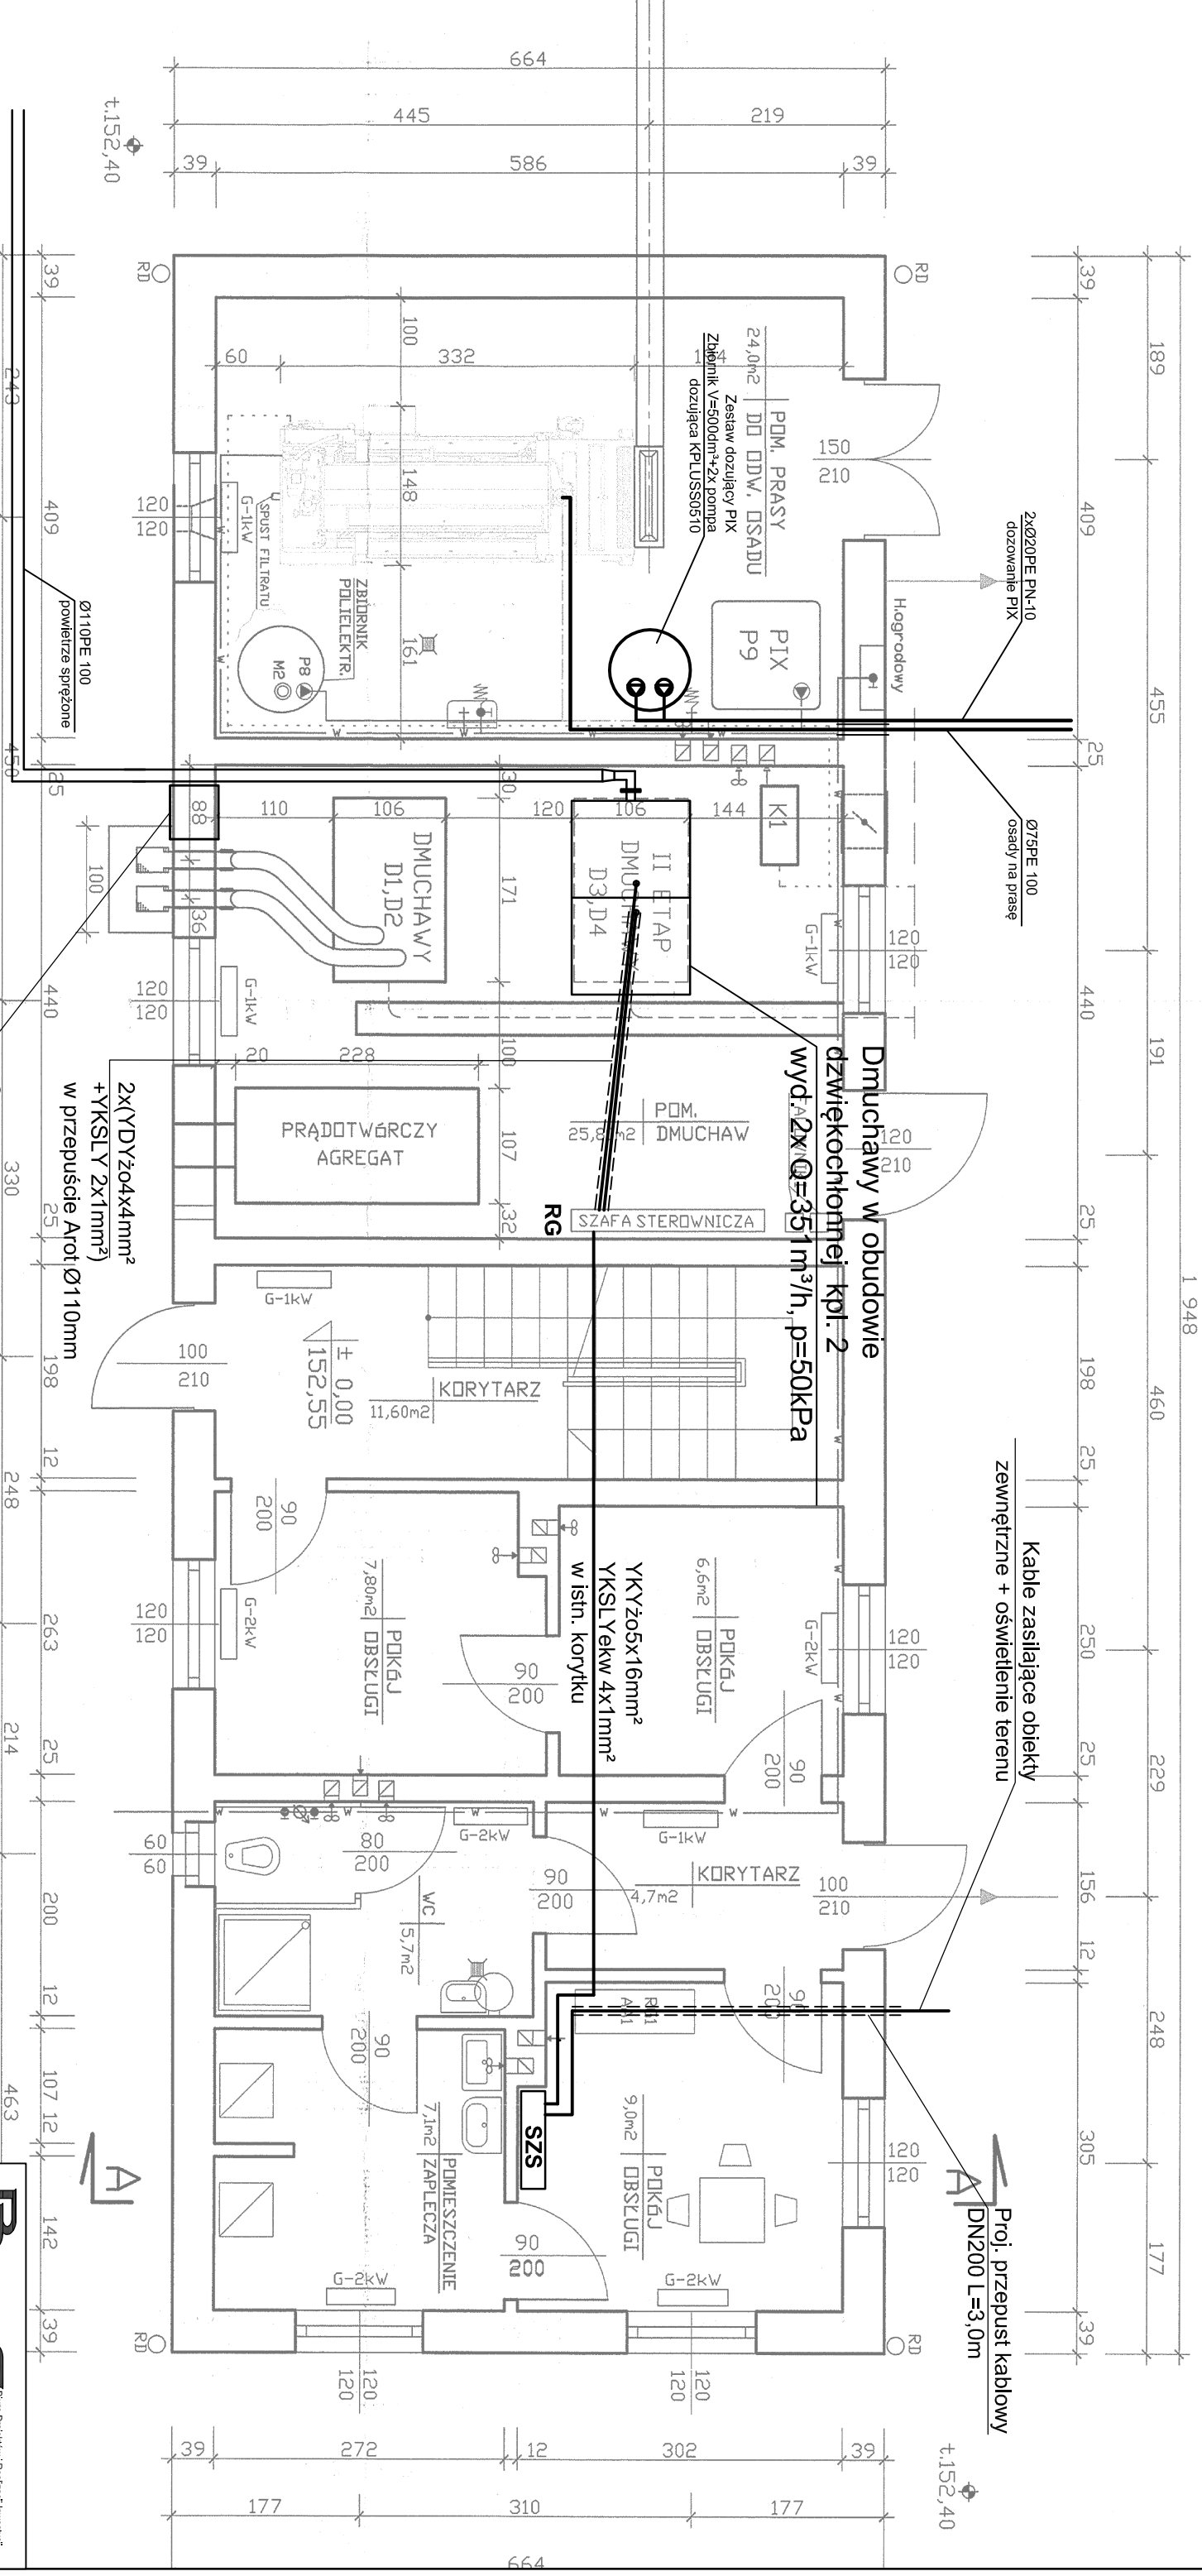 664
445
219
39
586
39
t.152,40
t.152,40
RD
RD
39
189
100
60
332
24,0m2
POM. PRASY
DO ODW. OSADU
Zestaw dozujący PIX
Zbiornik V=500dm³+2x pompa
dozująca KPLUSS0510
150
210
243
409
120
120
G-1kW
SPUST FILTRATU
148
2xØ20PE PN-10
dozowanie PIX
409
Ø110PE 100
powietrze sprężone
ZBIORNIK
POLIELEKTR.
P8
M2
161
PIX
P9
H.ogrodowy
455
450
25
25
30
88
110
106
120
106
144
K1
Ø75PE 100
osady na prasę
100
36
DMUCHAWY
D1,D2
171
II ETAP
DMUCHAWY
D3,D4
G-1kW
120
120
120
120
G-1kW
440
440
20
228
100
191
PRĄDOTWÓRCZY
AGREGAT
107
32
25,8m2
POM.
DMUCHAW
120
210
Dmuchawy w obudowie
dzwiękochłonnej kpl. 2
wyd. 2x Q=351m³/h, p=50kPa
2x(YDYżo4x4mm²
+YKSLY 2x1mm²)
w przepuście Arot Ø110mm
RG
SZAFA STEROWNICZA
330
25
25
1 948
G-1kW
100
210
± 0,00
152,55
KORYTARZ
11,60m2
198
198
460
12
25
248
90
200
7,80m2
POKÓJ
OBSŁUGI
G-2kW
120
120
263
YKYżo5x16mm²
YKSLYekw 4x1mm²
w istn. korytku
90
200
6,6m2
POKÓJ
OBSŁUGI
G-2kW
120
120
250
Kable zasilające obiekty
zewnętrzne + oświetlenie terenu
214
25
90
200
25
229
60
60
80
200
G-2kW
G-1kW
90
200
4,7m2
KORYTARZ
100
210
156
200
WC
5,7m2
12
12
90
200
248
107
12
463
90
200
7,1m2
POMIESZCZENIE
ZAPLECZA
SZS
9,0m2
POKÓJ
OBSŁUGI
120
120
305
A
A
Proj. przepust kablowy
DN200 L=3,0m
142
177
90
200
G-2kW
G-2kW
39
39
RD
RD
120
120
120
120
39
272
12
302
39
t.152,40
177
310
177
664